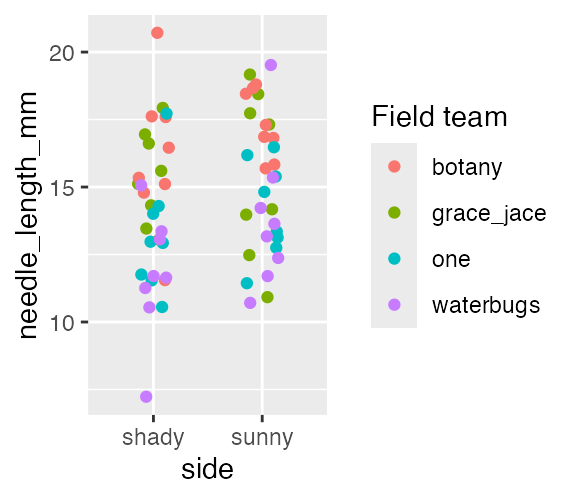 needle_length_mm
20
15
10
shady sunny
side
Field team
botany
grace_jace
one
waterbugs